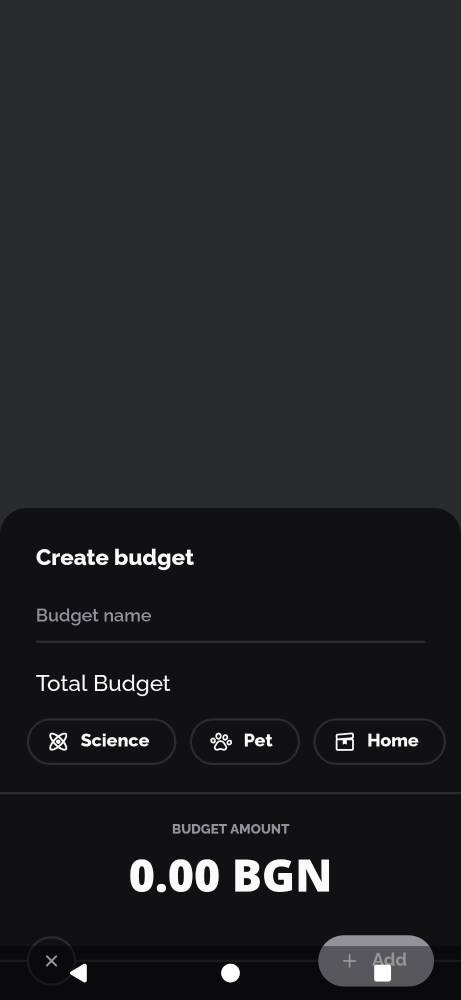 Create budget
Budget name
Total Budget
Science
Pet
Home
BUDGET AMOUNT
0.00 BGN
Add